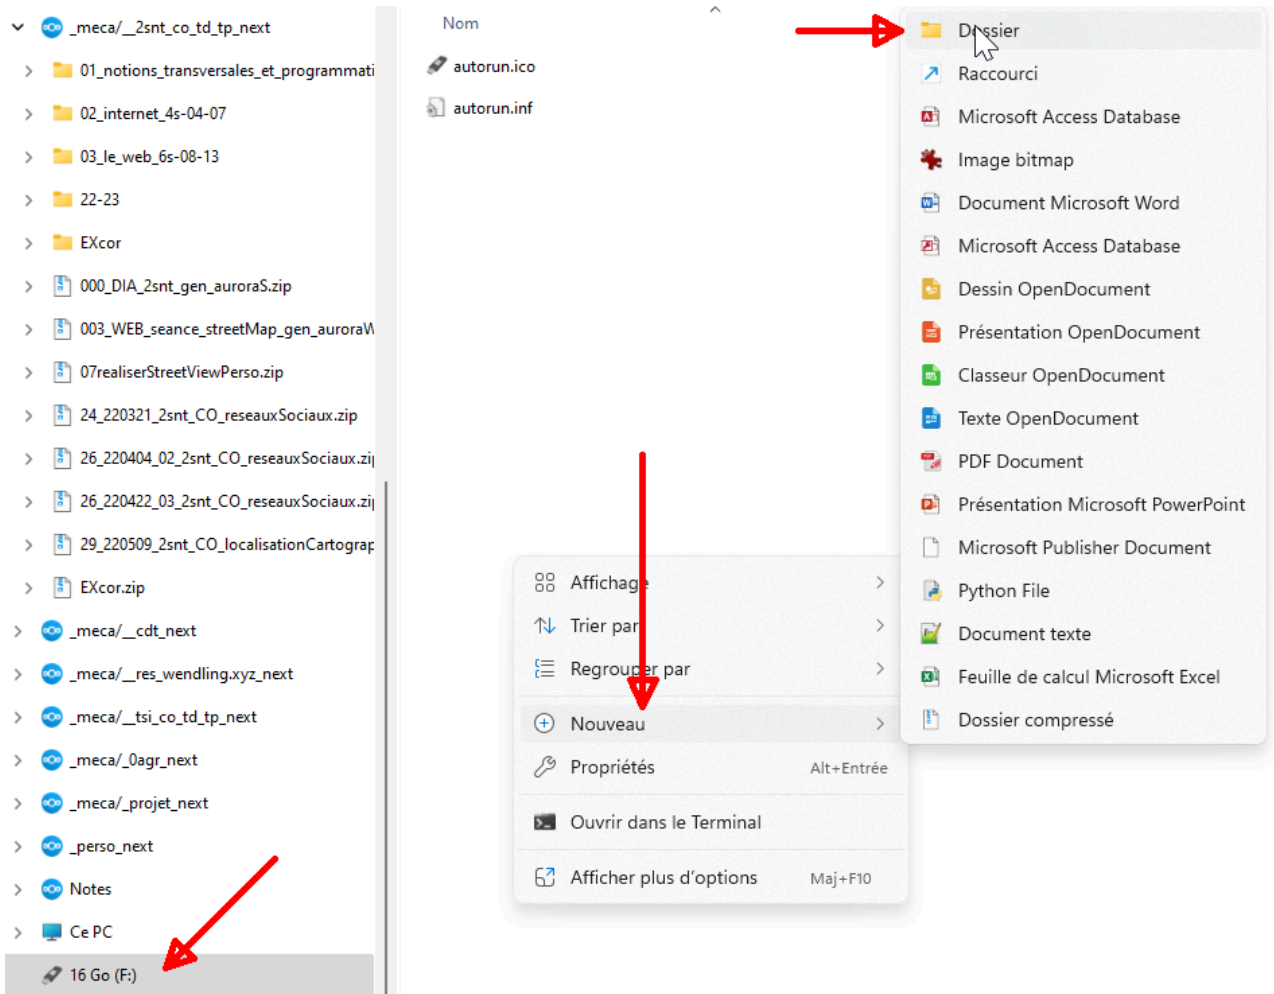 _meca/__2snt_co_td_tp_next
01_notions_transversales_et_programmati
02_internet_4s-04-07
03_le_web_6s-08-13
22-23
EXcor
000_DIA_2snt_gen_auroraS.zip
003_WEB_seance_streetMap_gen_auroraW
07realiserStreetViewPerso.zip
24_220321_2snt_CO_reseauxSociaux.zip
26_220404_02_2snt_CO_reseauxSociaux.zip
26_220422_03_2snt_CO_reseauxSociaux.zip
29_220509_2snt_CO_localisationCartograp
EXcor.zip
_meca/__cdt_next
_meca/__res_wendling.xyz_next
_meca/__tsi_co_td_tp_next
_meca/_0agr_next
_meca/_projet_next
_perso_next
Notes
Ce PC
16 Go (F:)
Nom
autorun.ico
autorun.inf
Affichage
Trier par
Regrouper par
Nouveau
Propriétés Alt+Entrée
Ouvrir dans le Terminal
Afficher plus d'options Maj+F10
Dossier
Raccourci
Microsoft Access Database
Image bitmap
Document Microsoft Word
Microsoft Access Database
Dessin OpenDocument
Présentation OpenDocument
Classeur OpenDocument
Texte OpenDocument
PDF Document
Présentation Microsoft PowerPoint
Microsoft Publisher Document
Python File
Document texte
Feuille de calcul Microsoft Excel
Dossier compressé